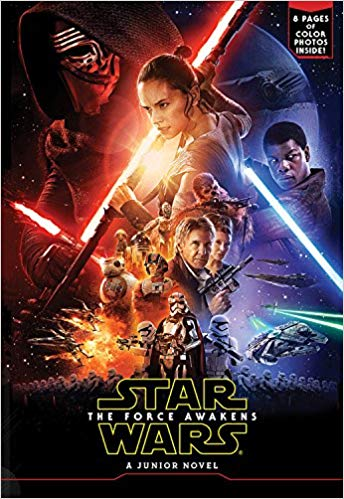 8 PAGES
OF COLOR
PHOTOS
INSIDE!
STAR
THE FORCE AWAKENS
WARS
A JUNIOR NOVEL